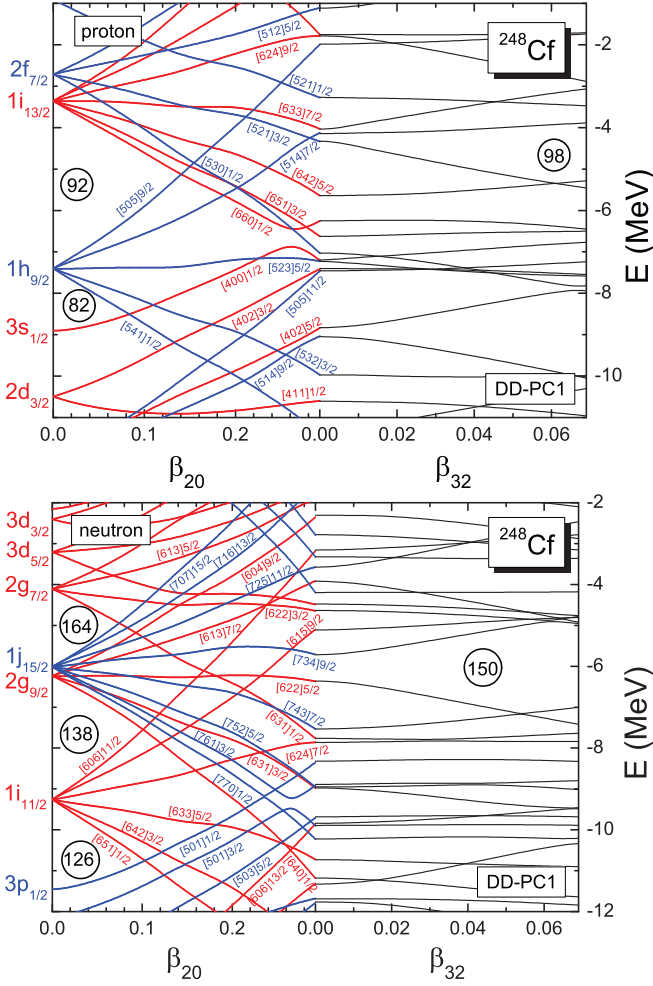 proton
248Cf
[512]5/2
[624]9/2
2f7/2
[521]1/2
1i13/2
[633]7/2
[521]3/2
[514]7/2
98
92
[505]9/2
[530]1/2
[642]5/2
[651]3/2
[660]1/2
1h9/2
[400]1/2
[523]5/2
[505]11/2
82
[402]3/2
3s1/2
[541]1/2
[402]5/2
[532]3/2
[514]9/2
2d3/2
[411]1/2
DD-PC1
-2
-4
-6
-8
-10
E (MeV)
0.0 0.1 0.2 0.00 0.02 0.04 0.06
β20 β32
3d3/2
neutron
248Cf
[613]5/2
[604]9/2
3d5/2
[707]15/2
[716]13/2
[725]11/2
2g7/2
[622]3/2
[613]7/2
[615]9/2
164
1j15/2
[734]9/2
150
2g9/2
[622]5/2
[743]7/2
138
[606]11/2
[752]5/2
[761]3/2
[631]1/2
[624]7/2
[631]3/2
[770]1/2
1i11/2
[633]5/2
[642]3/2
[651]1/2
[501]1/2
[501]3/2
126
[503]5/2
[640]1/2
[606]13/2
3p1/2
DD-PC1
-2
-4
-6
-8
-10
-12
E (MeV)
0.0 0.1 0.2 0.00 0.02 0.04 0.06
β20 β32